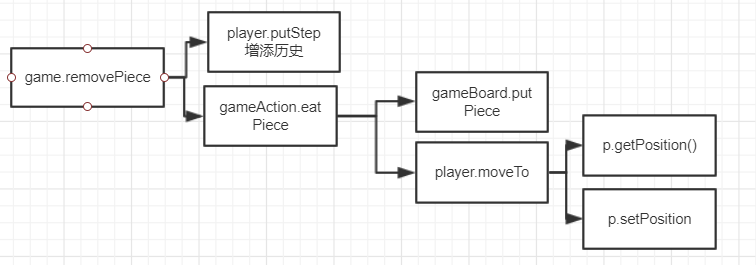 game.removePiece
player.putStep
增添历史
gameAction.eat
Piece
gameBoard.put
Piece
player.moveTo
p.getPosition()
p.setPosition